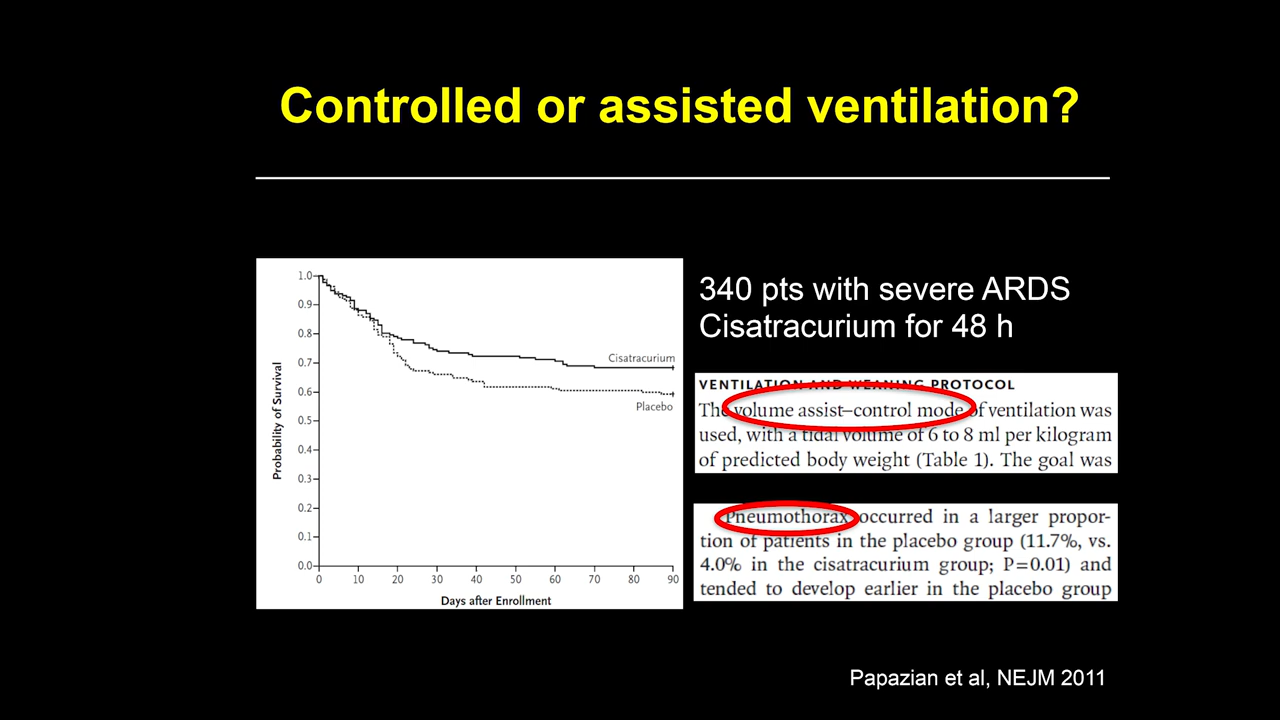 Controlled or assisted ventilation?
1.0
0.9
0.8
0.7
0.6
0.5
0.4
0.3
0.2
0.1
0.0
0 10 20 30 40 50 60 70 80 90
Probability of Survival
Days after Enrollment
Cisatracurium
Placebo
340 pts with severe ARDS
Cisatracurium for 48 h
VENTILATION AND WEANING PROTOCOL
The volume assist–control mode of ventilation was
used, with a tidal volume of 6 to 8 ml per kilogram
of predicted body weight (Table 1). The goal was
Pneumothorax occurred in a larger propor-
tion of patients in the placebo group (11.7%, vs.
4.0% in the cisatracurium group; P=0.01) and
tended to develop earlier in the placebo group
Papazian et al, NEJM 2011